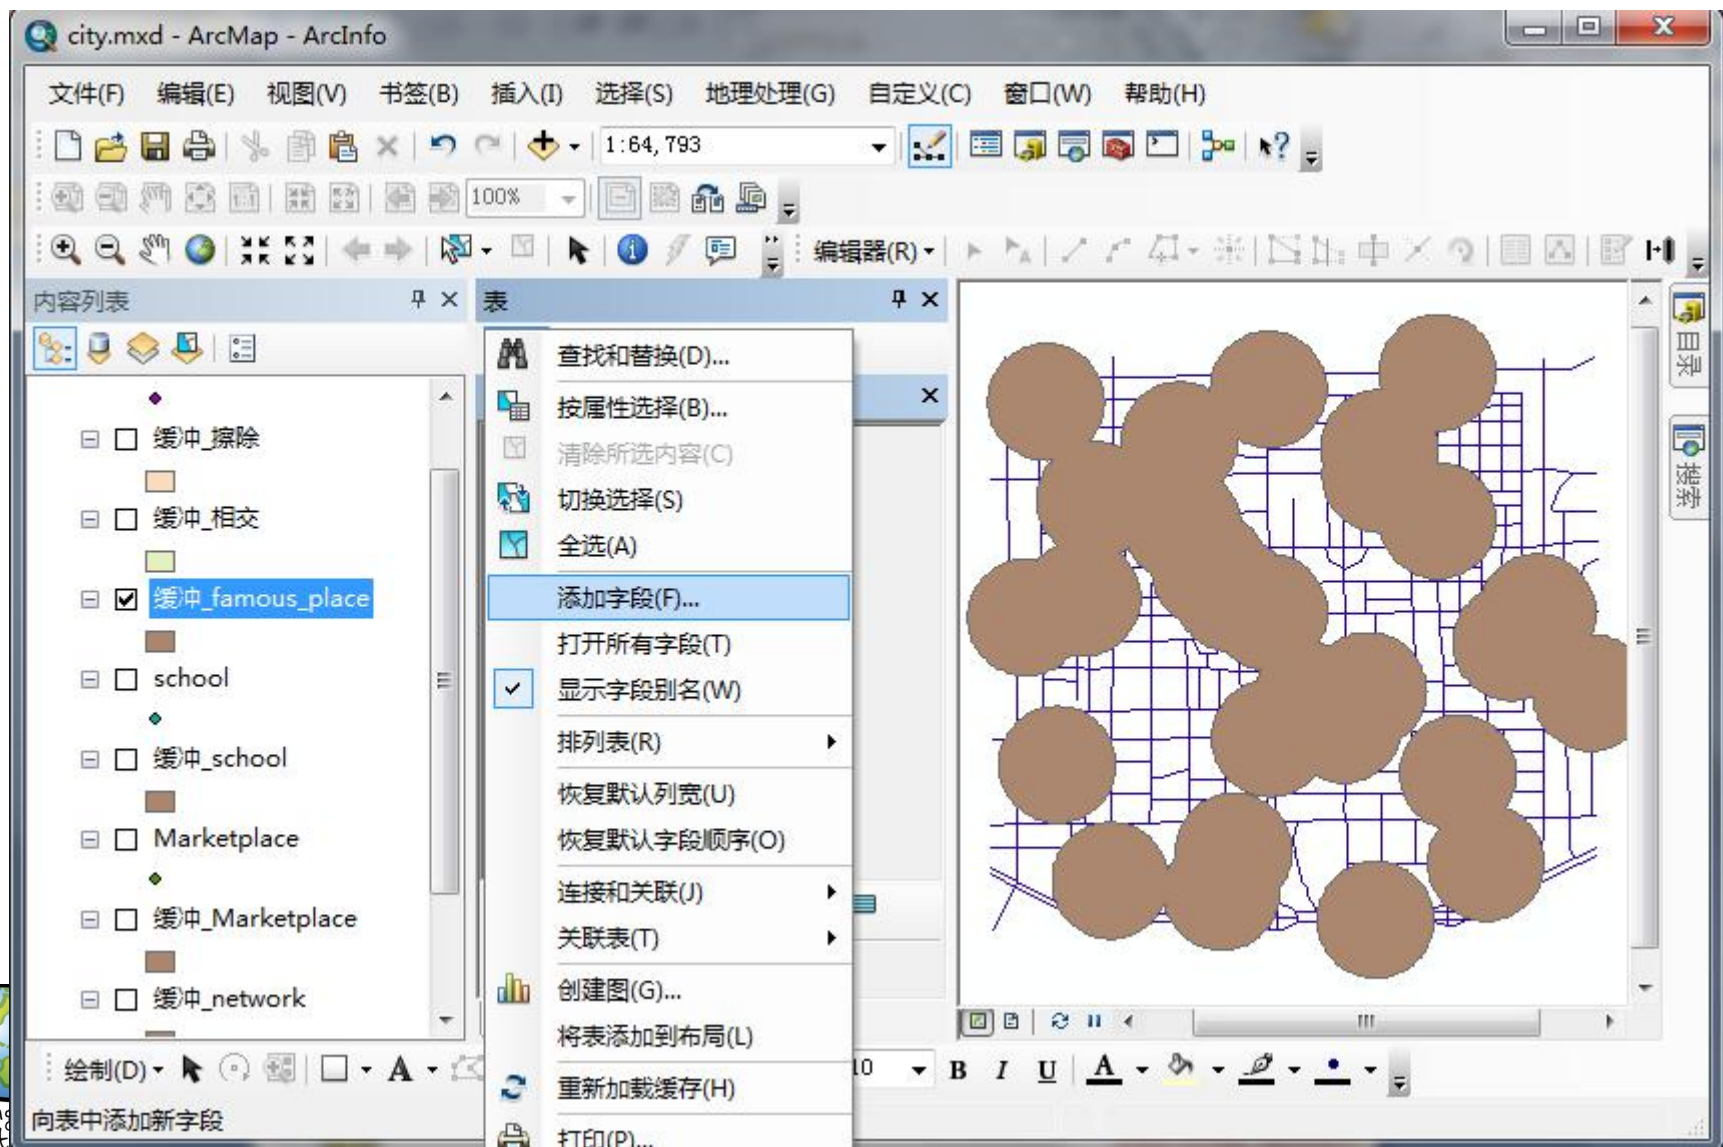 city.mxd - ArcMap - ArcInfo
文件(F) 编辑(E) 视图(V) 书签(B) 插入(I) 选择(S) 地理处理(G) 自定义(C) 窗口(W) 帮助(H)
1:64,793
100%
编辑器(R)
内容列表
表
目录
搜索
缓冲_擦除
缓冲_相交
缓冲_famous_place
school
缓冲_school
Marketplace
缓冲_Marketplace
缓冲_network
查找和替换(D)...
按属性选择(B)...
清除所选内容(C)
切换选择(S)
全选(A)
添加字段(F)...
打开所有字段(T)
显示字段别名(W)
排列表(R)
恢复默认列宽(U)
恢复默认字段顺序(O)
连接和关联(J)
关联表(T)
创建图(G)...
将表添加到布局(L)
重新加载缓存(H)
打印(P)...
绘制(D) A 10 B I U A
向表中添加新字段